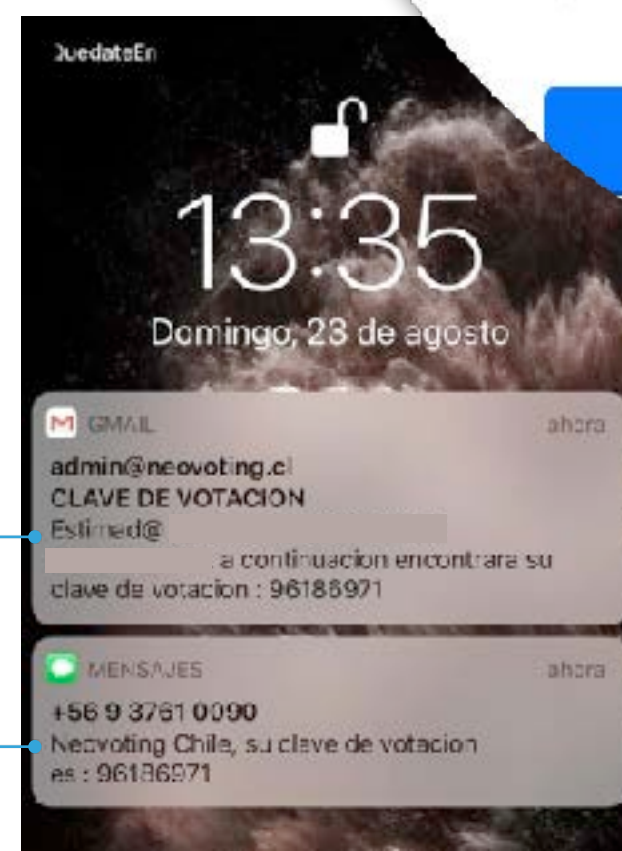 QuedateEn
13:35
Domingo, 23 de agosto
GMAIL
ahora
admin@neovoting.cl
CLAVE DE VOTACION
Estimad@
, a continuacion encontrara su
clave de votacion : 96186971
MENSAJES
ahora
+56 9 3761 0090
Neovoting Chile, su clave de votacion
es : 96186971